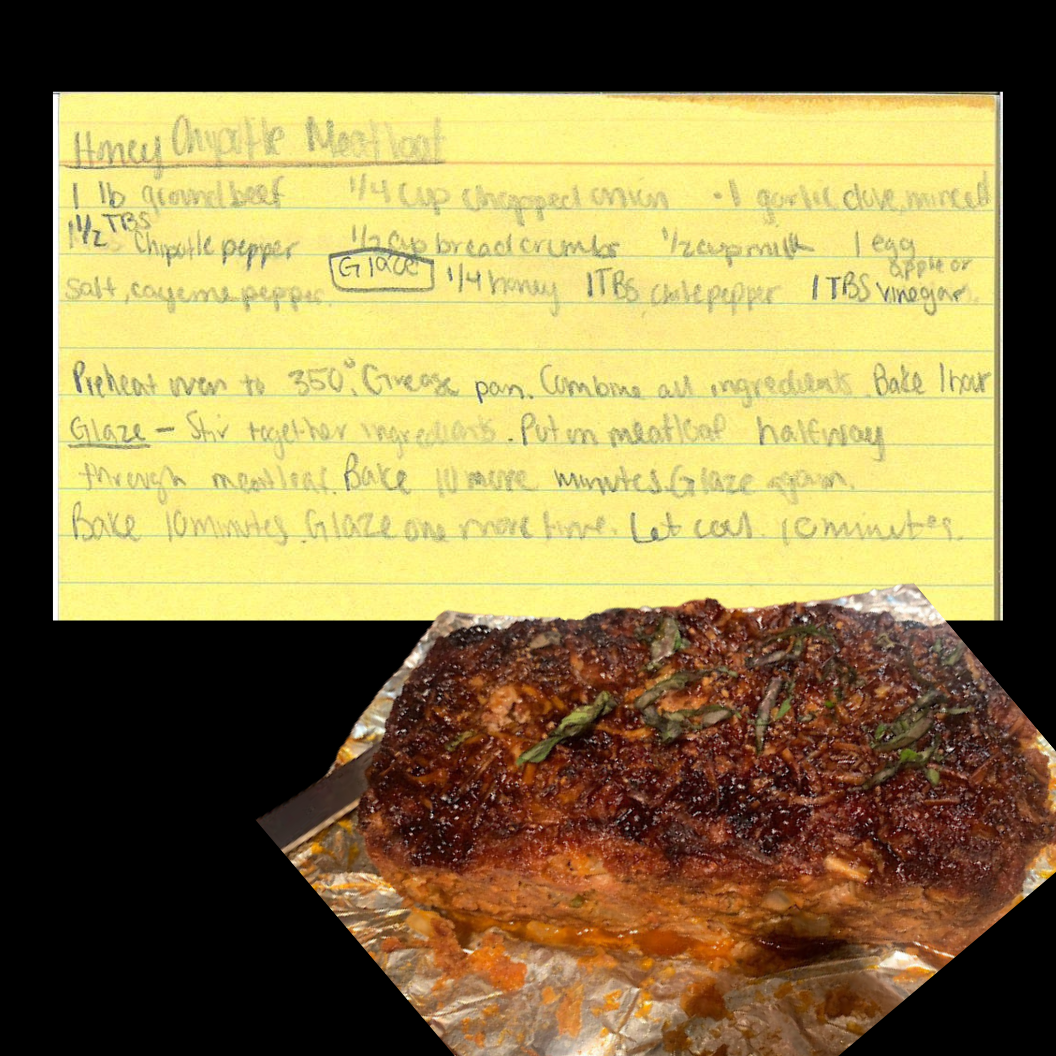 Honey Chipotle Meatloaf
1 lb ground beef 1/4 cup chopped onion · 1 garlic clove, minced
1 1/2 TBS Chipotle pepper 1/2 cup breadcrumbs 1/2 cup milk 1 egg
salt, cayenne pepper. Glaze 1/4 honey 1TBS chilepepper 1 TBS apple or vinegar.
Preheat oven to 350°. Grease pan. Combine all ingredients. Bake 1 hour
Glaze – Stir together ingredients. Put on meatloaf halfway
through meatloaf. Bake 10 more minutes. Glaze again.
Bake 10 minutes. Glaze one more time. Let cool. 10 minutes.